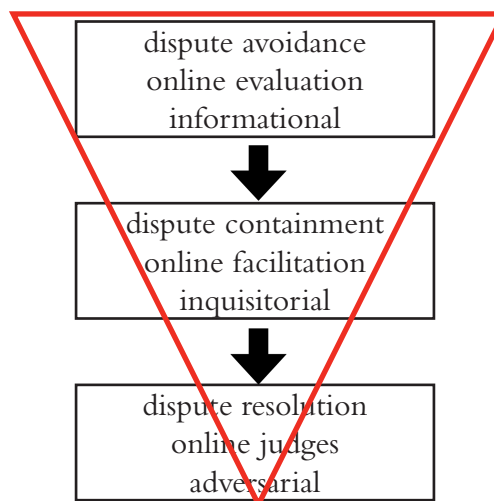 dispute avoidance
online evaluation
informational
dispute containment
online facilitation
inquisitorial
dispute resolution
online judges
adversarial